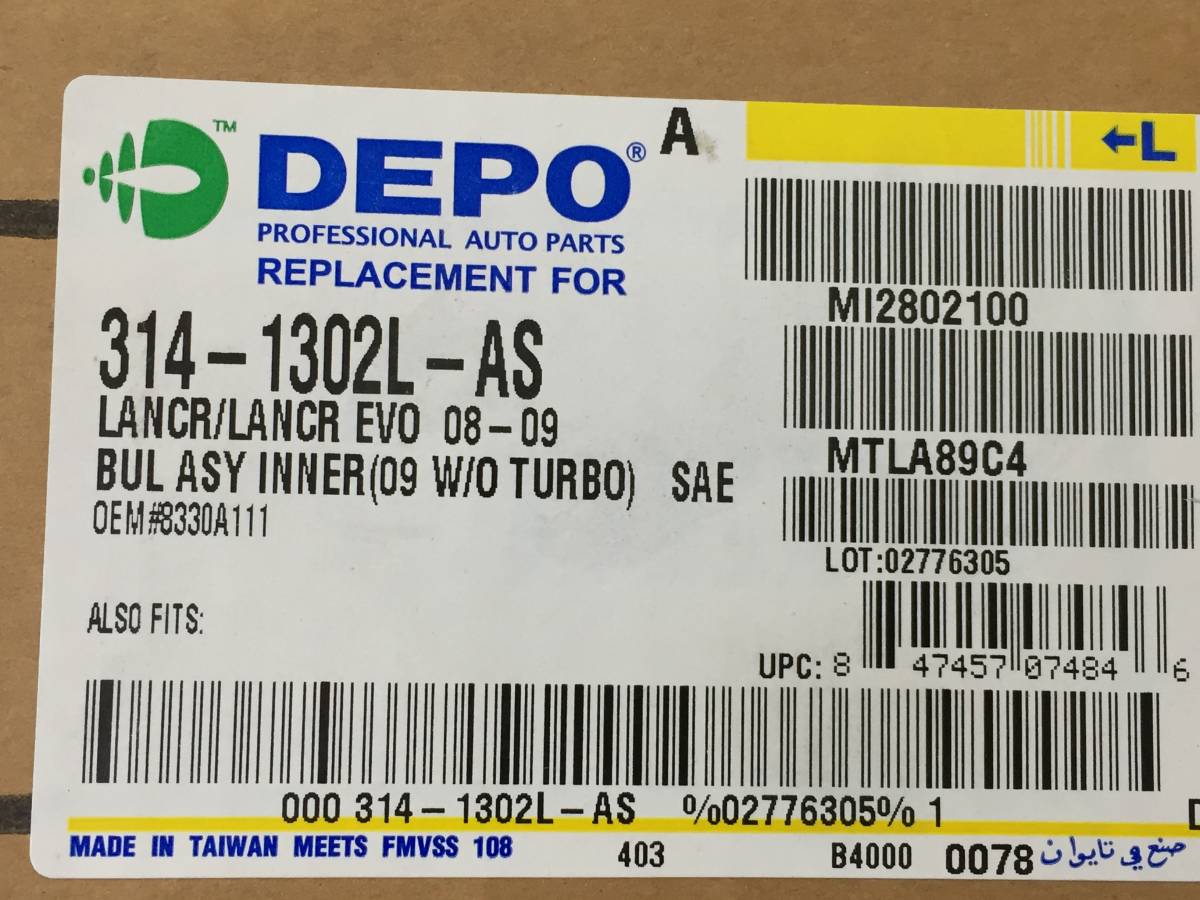 TM
DEPO® A
PROFESSIONAL AUTO PARTS
REPLACEMENT FOR
←L
314-1302L-AS
LANCR/LANCR EVO 08-09
BUL ASY INNER(09 W/O TURBO) SAE
OEM#8330A111
ALSO FITS:
MI2802100
MTLA89C4
LOT:02776305
UPC: 8 47457 07484 6
000 314-1302L-AS %02776305% 1
MADE IN TAIWAN MEETS FMVSS 108 403 B4000 0078 صنع في تايوان